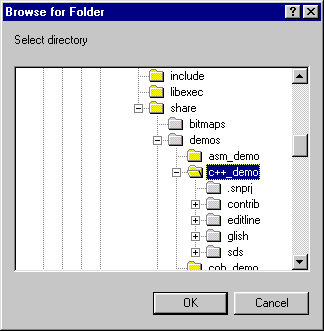 Browse for Folder
Select directory
include
libexec
share
bitmaps
demos
asm_demo
c++_demo
.snprj
contrib
editline
glish
sds
cob_demo
OK Cancel